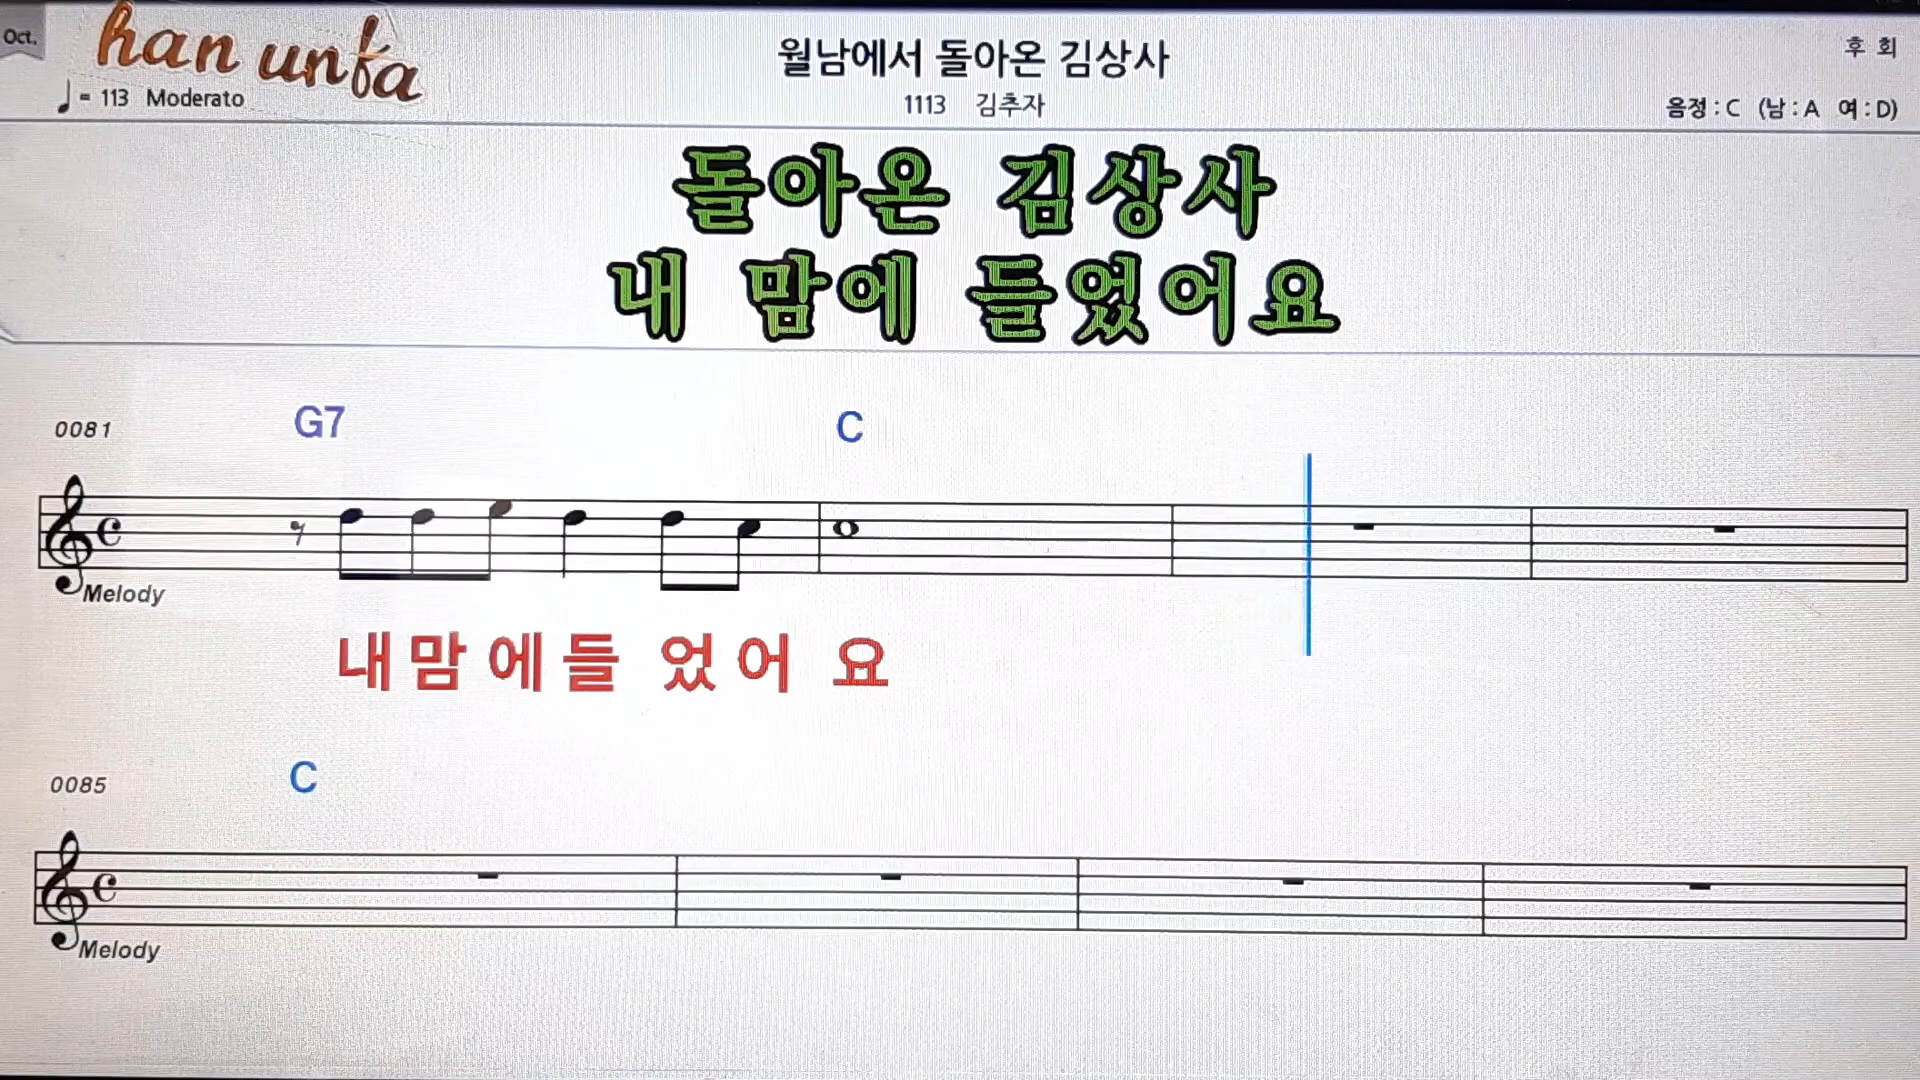 Oct.
han unfa
월남에서 돌아온 김상사
후 회
= 113 Moderato
1113 김추자
음정 : C (남 : A 여 : D)
돌아온 김상사
내 맘에 들었어요
0081
G7 C
Melody
내 맘 에 들 었 어 요
0085
C
Melody